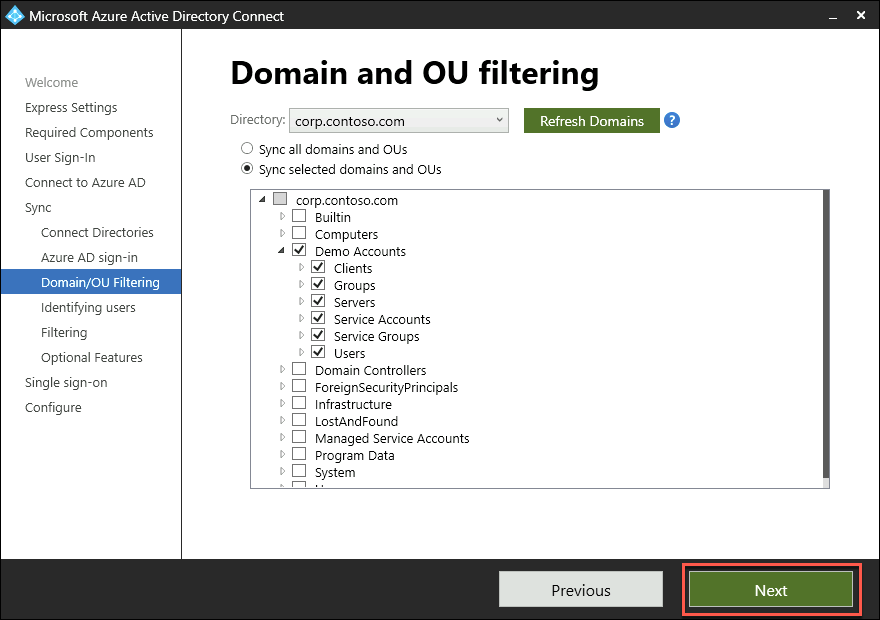 Microsoft Azure Active Directory Connect
Welcome
Express Settings
Required Components
User Sign-In
Connect to Azure AD
Sync
Connect Directories
Azure AD sign-in
Domain/OU Filtering
Identifying users
Filtering
Optional Features
Single sign-on
Configure
Domain and OU filtering
Directory: corp.contoso.com Refresh Domains ?
Sync all domains and OUs
Sync selected domains and OUs
corp.contoso.com
Builtin
Computers
Demo Accounts
Clients
Groups
Servers
Service Accounts
Service Groups
Users
Domain Controllers
ForeignSecurityPrincipals
Infrastructure
LostAndFound
Managed Service Accounts
Program Data
System
Previous Next